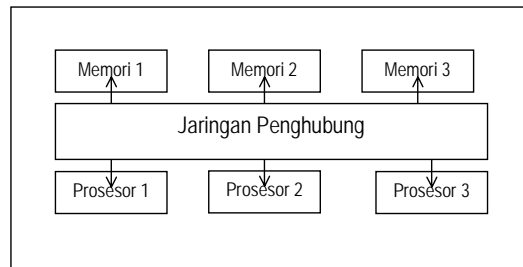 Memori 1 Memori 2 Memori 3
Jaringan Penghubung
Prosesor 1 Prosesor 2 Prosesor 3